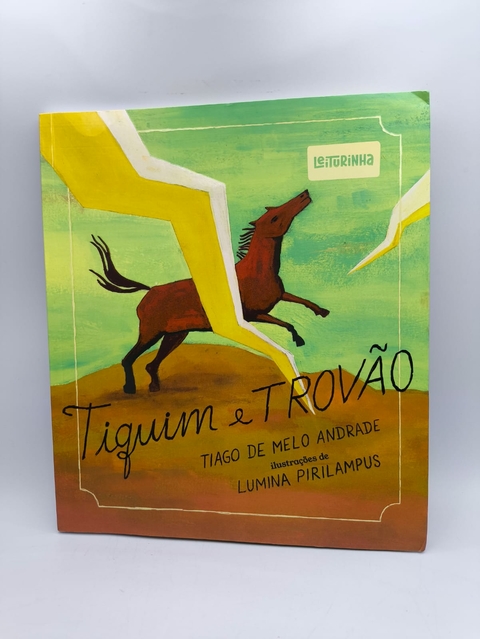 LEiTURiNHA
Tiquim e TROVÃO
TIAGO DE MELO ANDRADE
ilustrações de
LUMINA PIRILAMPUS